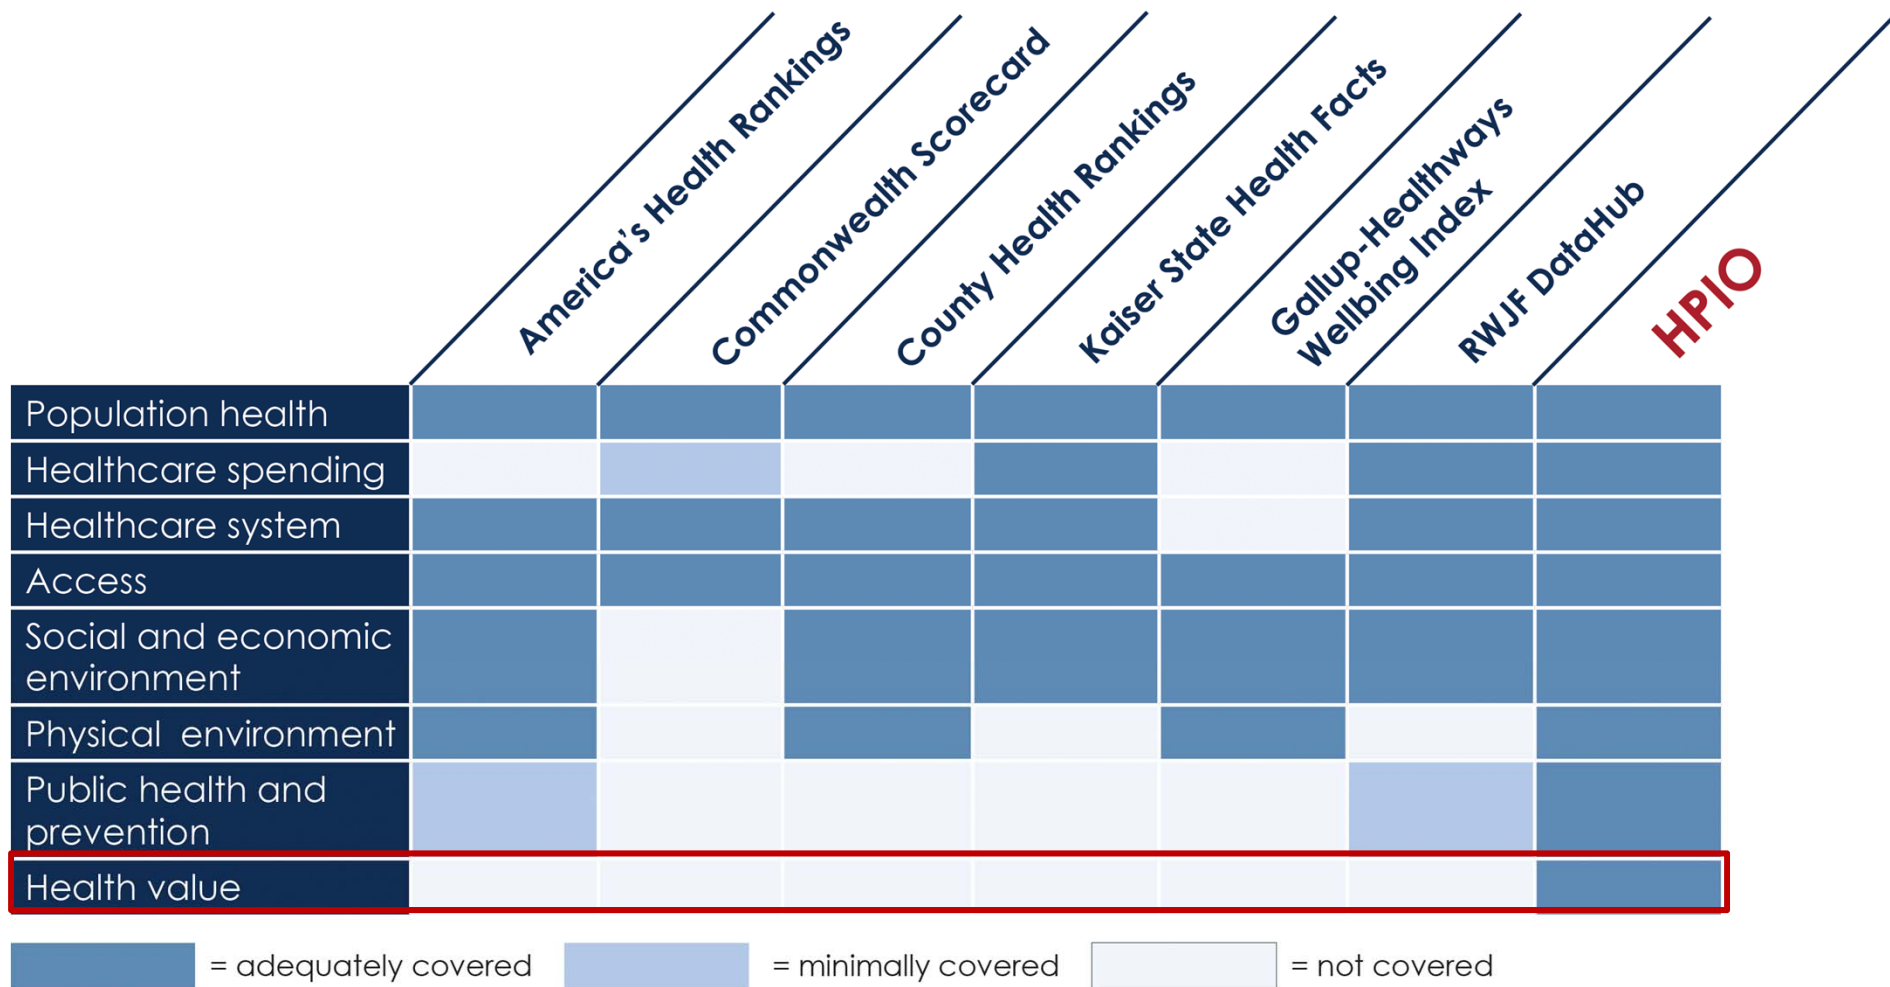 America's Health Rankings
Commonwealth Scorecard
County Health Rankings
Kaiser State Health Facts
Gallup-Healthways
Wellbing Index
RWJF DataHub
HPIO
Population health
Healthcare spending
Healthcare system
Access
Social and economic
environment
Physical environment
Public health and
prevention
Health value
= adequately covered
= minimally covered
= not covered